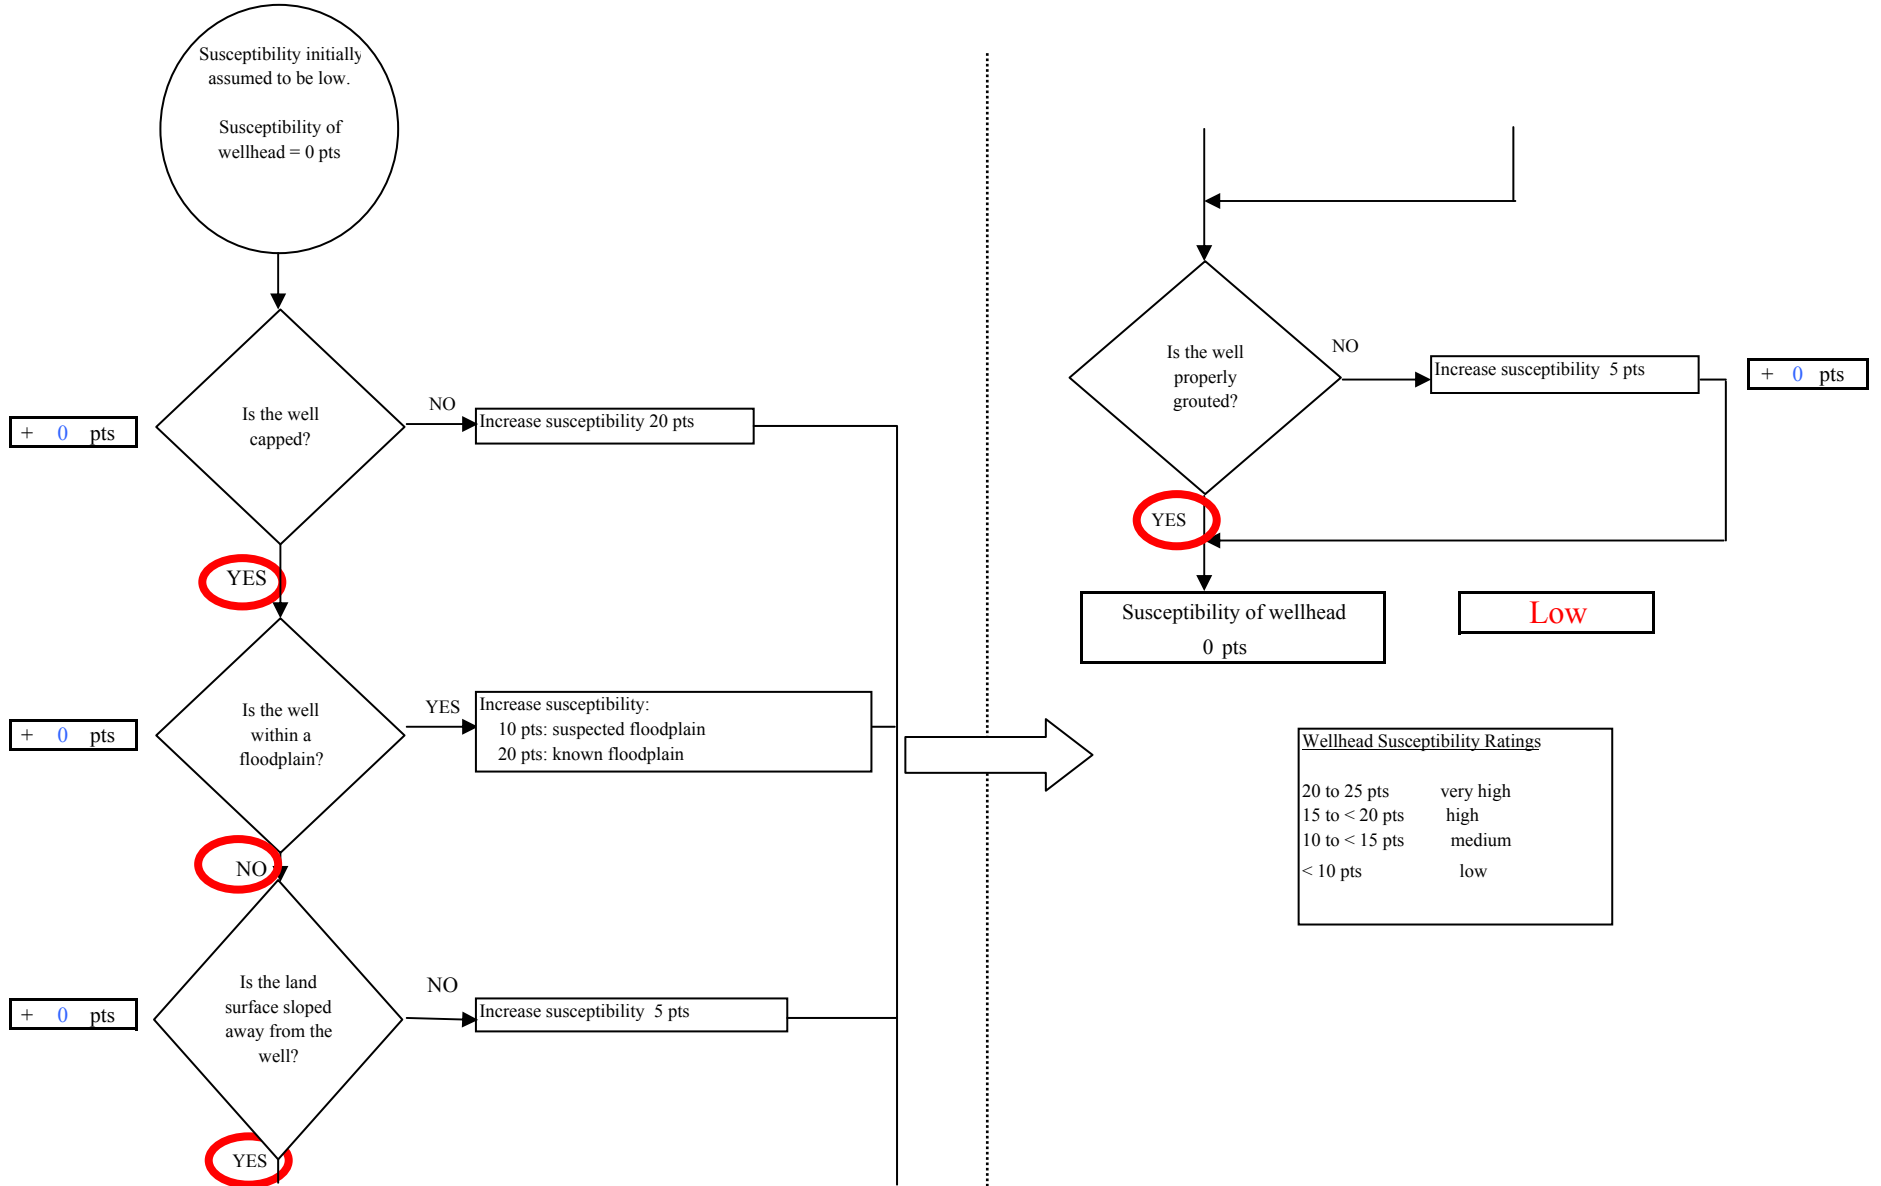 Susceptibility initially
assumed to be low.
Susceptibility of
wellhead = 0 pts
Is the well
capped?
NO
Increase susceptibility 20 pts
+ 0 pts
YES
Is the well
within a
floodplain?
YES
Increase susceptibility:
10 pts: suspected floodplain
20 pts: known floodplain
+ 0 pts
NO
Is the land
surface sloped
away from the
well?
NO
Increase susceptibility 5 pts
+ 0 pts
YES
Is the well
properly
grouted?
NO
Increase susceptibility 5 pts
+ 0 pts
YES
Susceptibility of wellhead
0 pts
Low
Wellhead Susceptibility Ratings
20 to 25 pts very high
15 to < 20 pts high
10 to < 15 pts medium
< 10 pts low